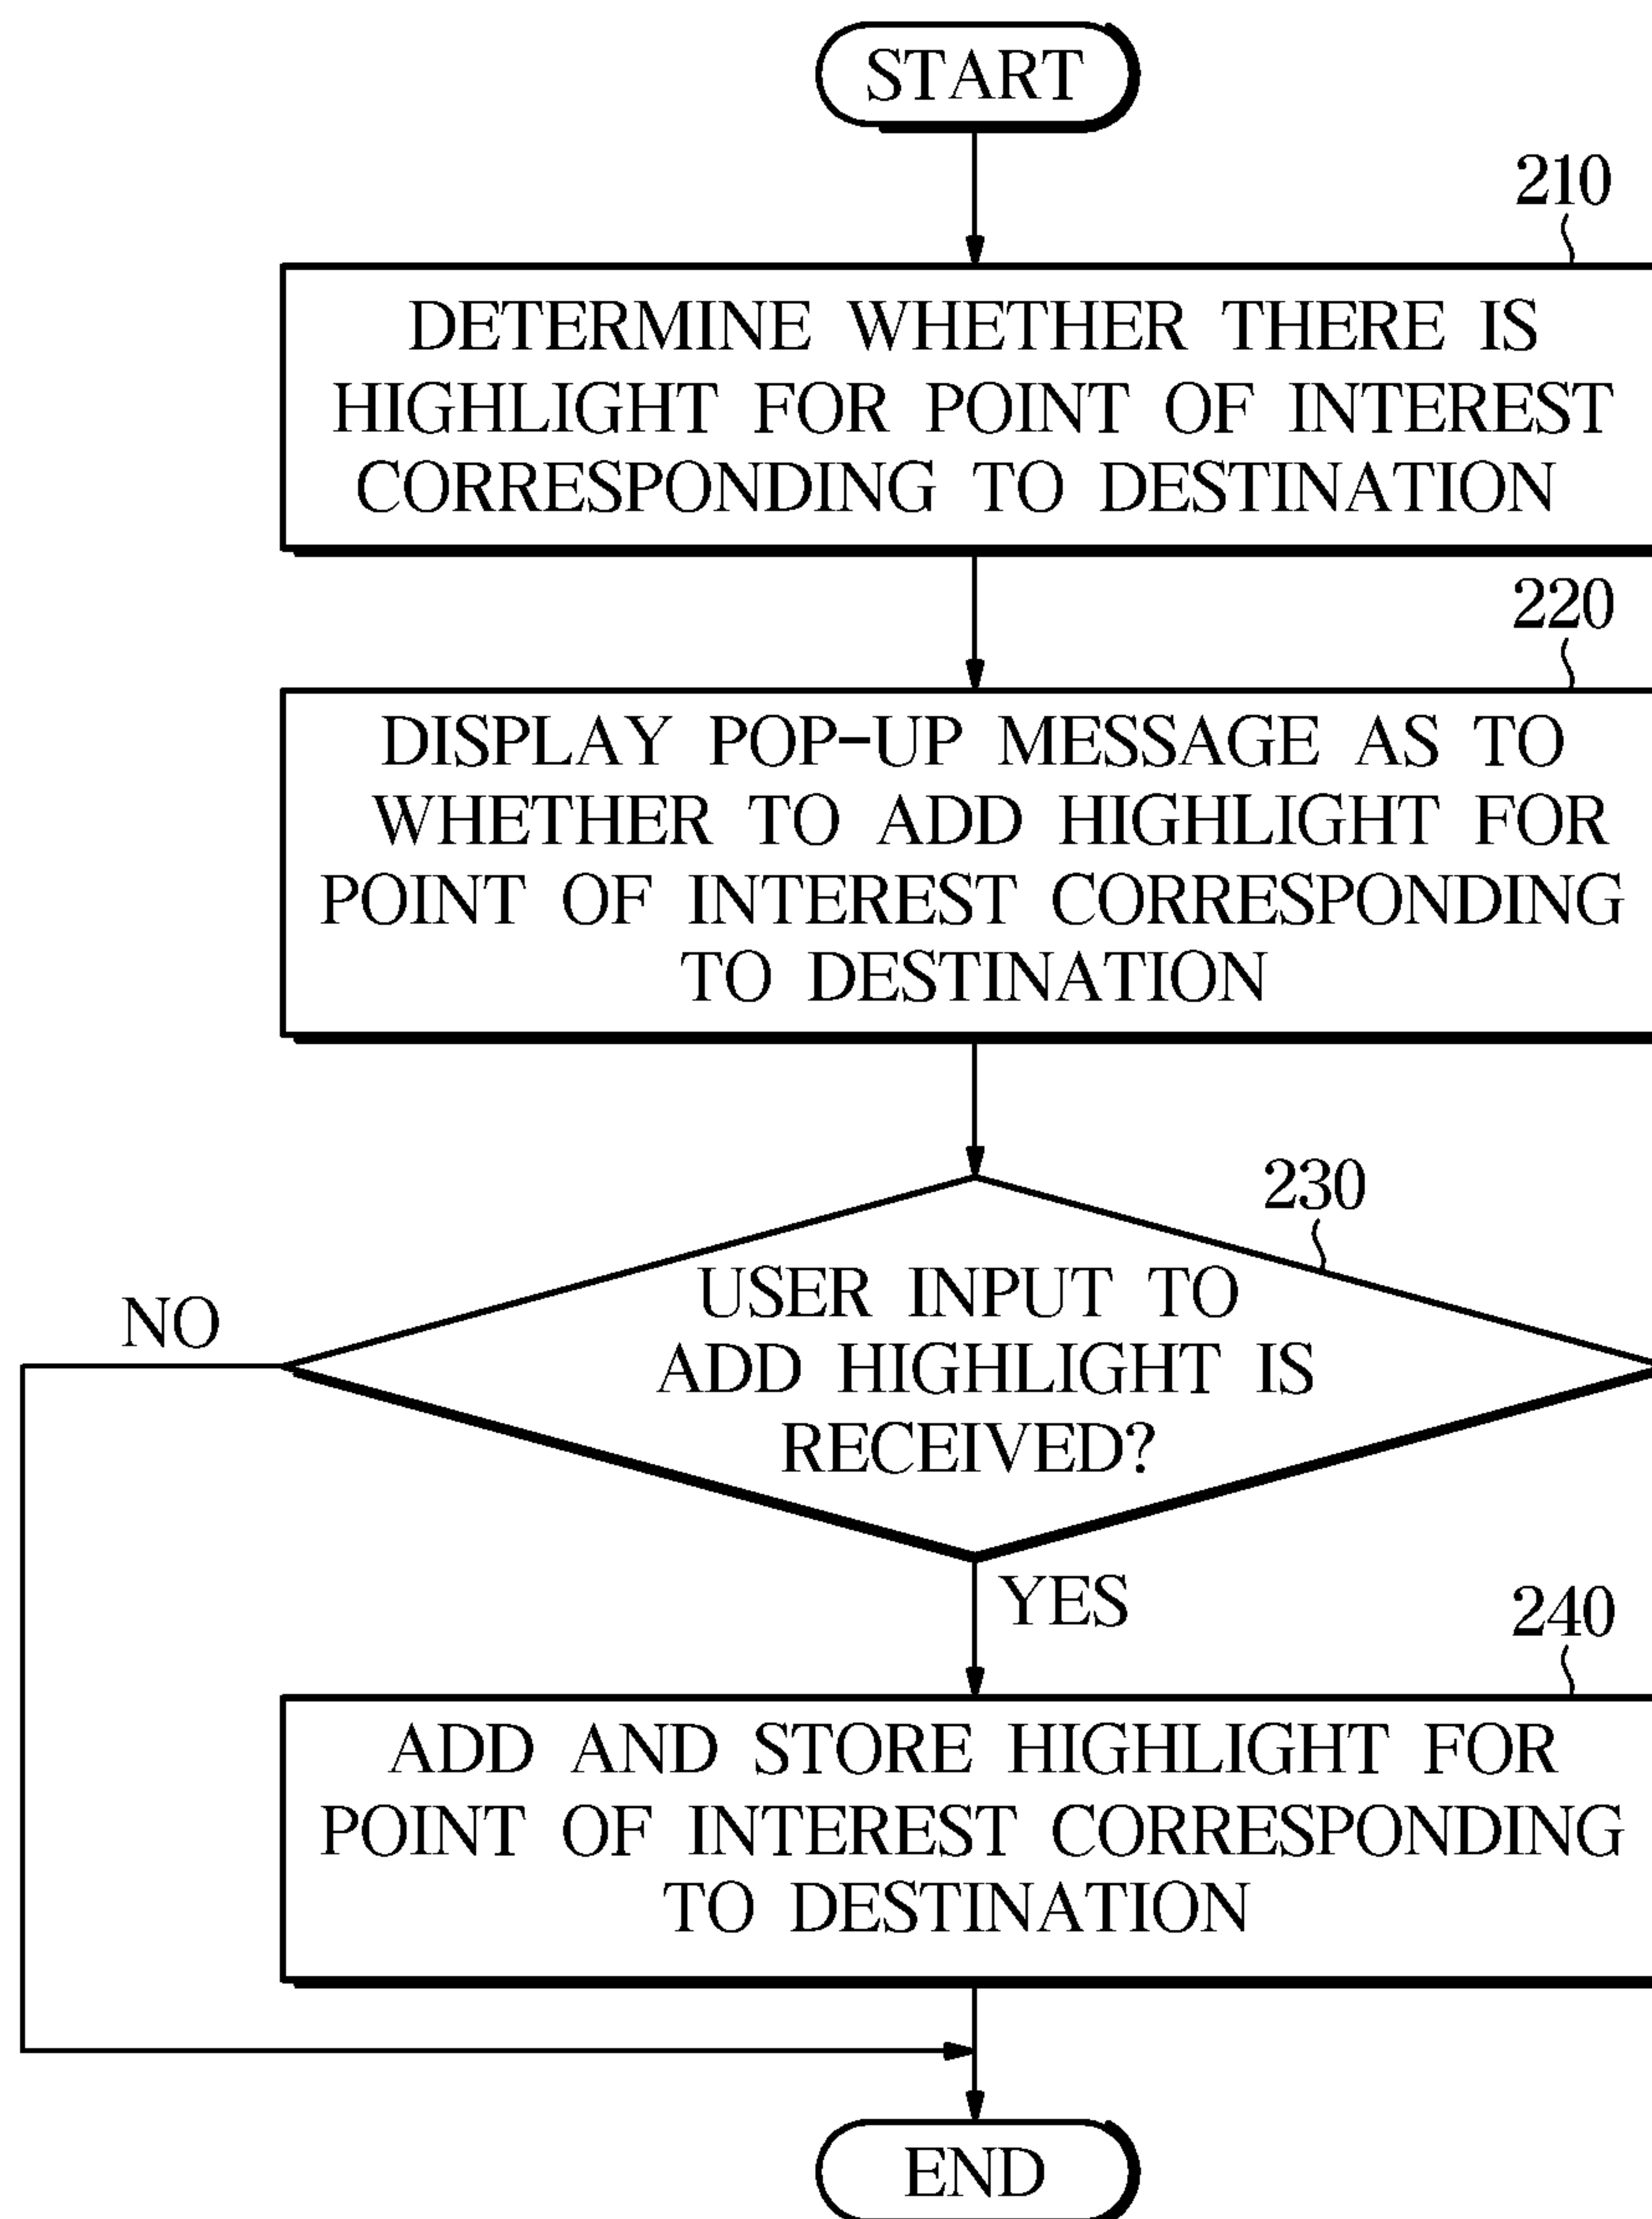 START
210
DETERMINE WHETHER THERE IS
HIGHLIGHT FOR POINT OF INTEREST
CORRESPONDING TO DESTINATION
220
DISPLAY POP-UP MESSAGE AS TO
WHETHER TO ADD HIGHLIGHT FOR
POINT OF INTEREST CORRESPONDING
TO DESTINATION
230
USER INPUT TO
ADD HIGHLIGHT IS
RECEIVED?
NO
YES
240
ADD AND STORE HIGHLIGHT FOR
POINT OF INTEREST CORRESPONDING
TO DESTINATION
END